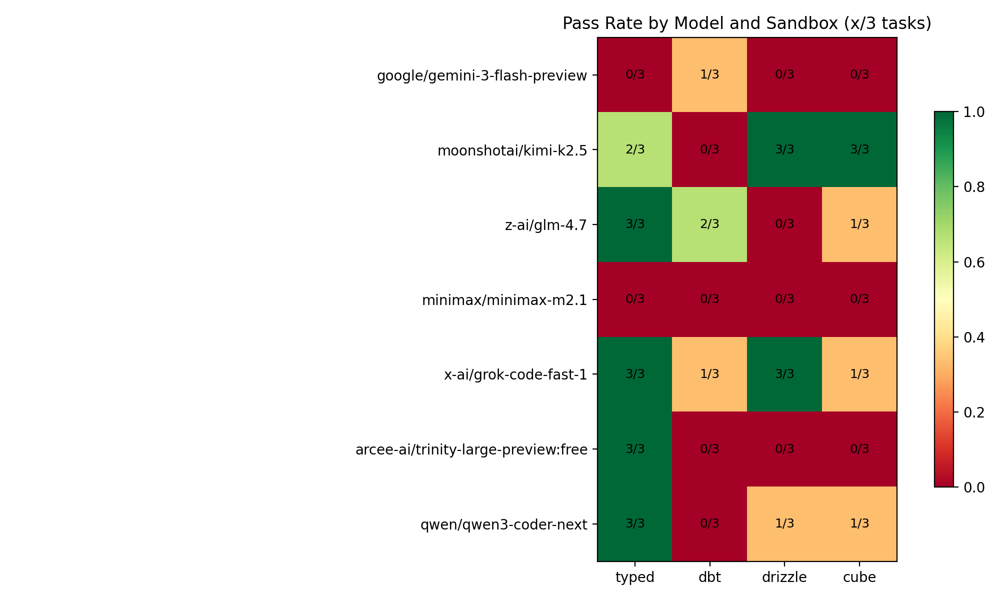 Pass Rate by Model and Sandbox (x/3 tasks)
google/gemini-3-flash-preview 0/3 1/3 0/3 0/3
moonshotai/kimi-k2.5 2/3 0/3 3/3 3/3
z-ai/glm-4.7 3/3 2/3 0/3 1/3
minimax/minimax-m2.1 0/3 0/3 0/3 0/3
x-ai/grok-code-fast-1 3/3 1/3 3/3 1/3
arcee-ai/trinity-large-preview:free 3/3 0/3 0/3 0/3
qwen/qwen3-coder-next 3/3 0/3 1/3 1/3
typed dbt drizzle cube
1.0
0.8
0.6
0.4
0.2
0.0